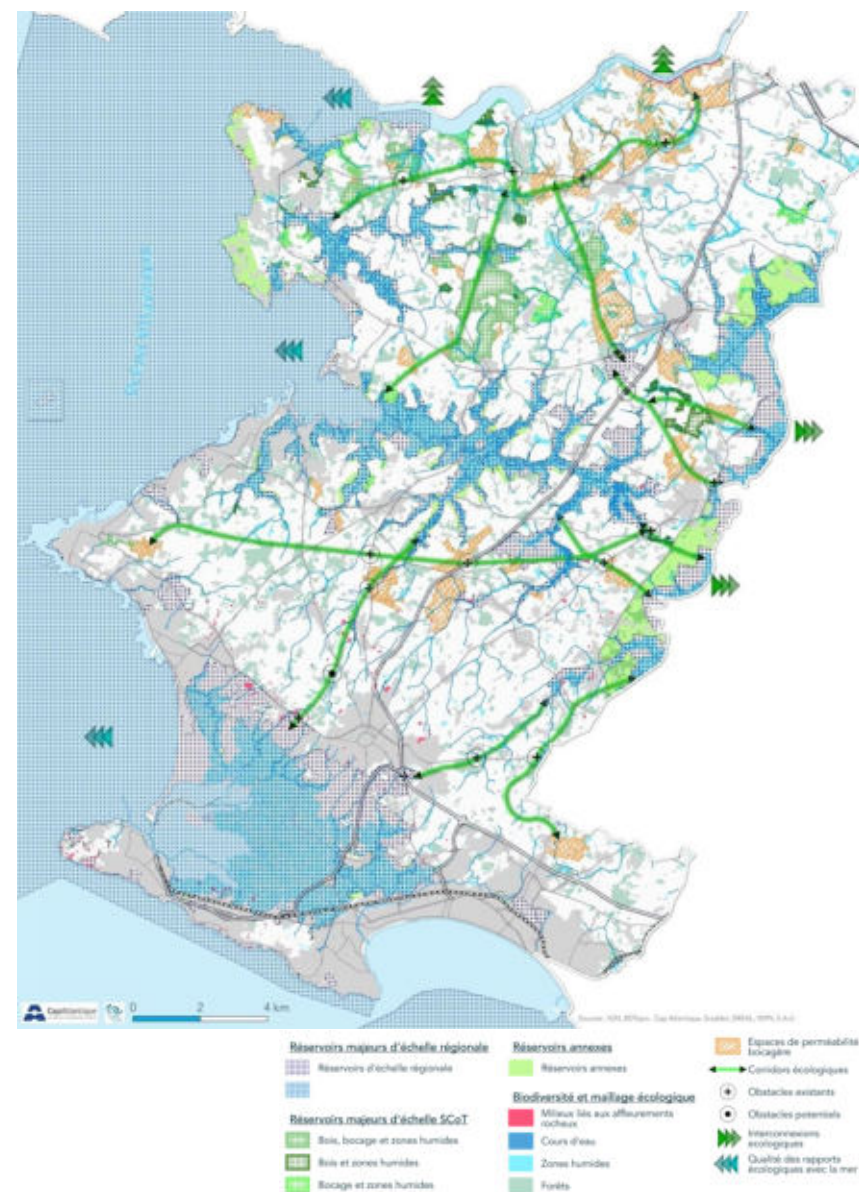 CapAtlantique
0 2 4 km
Réservoirs majeurs d'échelle régionale
Réservoirs d'échelle régionale
Réservoirs majeurs d'échelle SCoT
Bois, bocage et zones humides
Bois et zones humides
Bocage et zones humides
Réservoirs annexes
Réservoirs annexes
Biodiversité et maillage écologique
Milieux liés aux affleurements
rocheux
Cours d'eau
Zones humides
Forêts
Espaces de perméabilité
bocagère
Corridors écologiques
Obstacles existants
Obstacles potentiels
Interconnexions
écologiques
Qualité des rapports
écologiques avec la mer